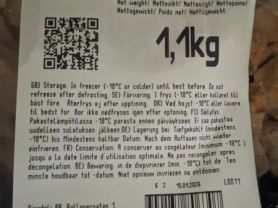 Net weight/ Nettovikt/ Nettovægt/ Nettopaino/
Nettogewicht/ Poids net/ Nettogewicht
1,1kg
GB) Storage: In freezer (-18°C or colder) until best before. Do not
refreeze after defrosting. SE) Förvaring: I frys (-18°C eller kallare) till
bäst före. Återfrys ej efter upptining. DK) Ved højst -18°C eller lavere
til bedst før. Bør ikke nedfryses igen efter optøning FI) Säilytys
Pakastelämpötilassa -18°C parasta ennen päiväykseen. Ei saa pakastaa
uudelleen sulatuksen jälkeen DE) Lagerung bei Tiefgekühlt (mindestens
-18°C) bis Mindestens haltbar Datum. Nach dem Auftauen nicht wieder
einfrieren. FR) Conservation. A conserver au congélateur (minimum -18°C)
jusqu'a la date limite d'utilisation optimale. Ne pas recongeler après
décongélation. BE) Bewaring. in de diepvriezer (min. -18°C) tot de Ten
minste houdbaar tot -datum. Niet opnieuw invriezen na ontdooien
6 2 15.01.2026 L0011